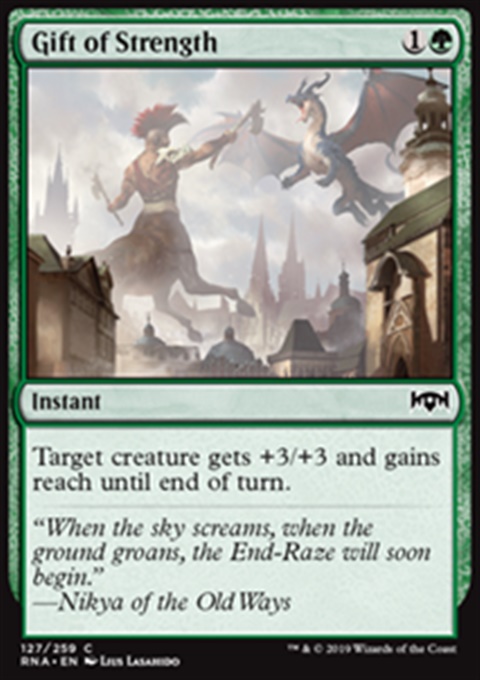 Gift of Strength 1
Instant
Target creature gets +3/+3 and gains
reach until end of turn.
“When the sky screams, when the
ground groans, the End-Raze will soon
begin.”
—Nikya of the Old Ways
127/259 C
RNA • EN Lius Lasahido
™ & © 2019 Wizards of the Coast